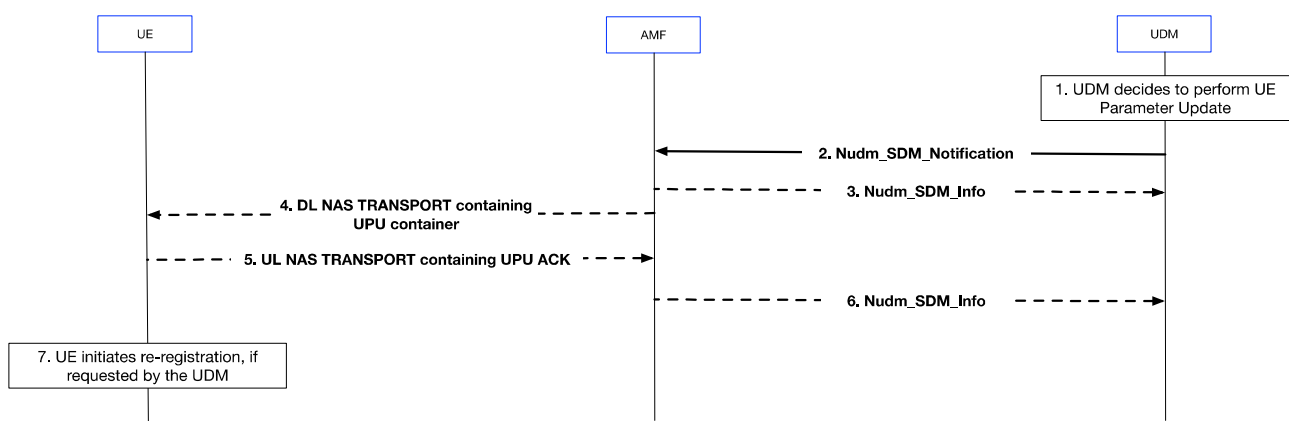 UE
AMF
UDM
1. UDM decides to perform UE
Parameter Update
2. Nudm_SDM_Notification
3. Nudm_SDM_Info
4. DL NAS TRANSPORT containing
UPU container
5. UL NAS TRANSPORT containing UPU ACK
6. Nudm_SDM_Info
7. UE initiates re-registration, if
requested by the UDM